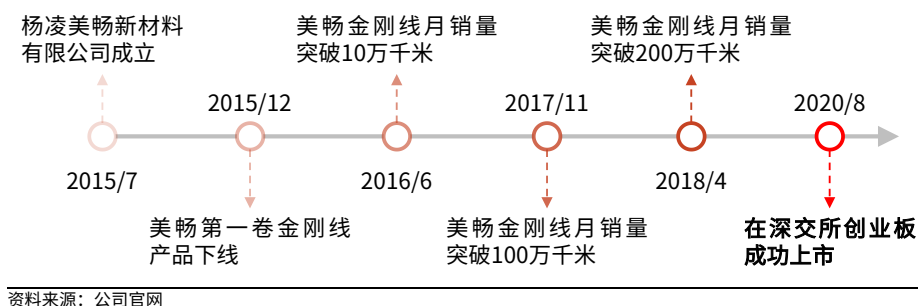 杨凌美畅新材料
有限公司成立
美畅金刚线月销量
突破10万千米
美畅金刚线月销量
突破200万千米
2015/12
2017/11
2020/8
2015/7
2016/6
2018/4
美畅第一卷金刚线
产品下线
美畅金刚线月销量
突破100万千米
在深交所创业板
成功上市
资料来源：公司官网